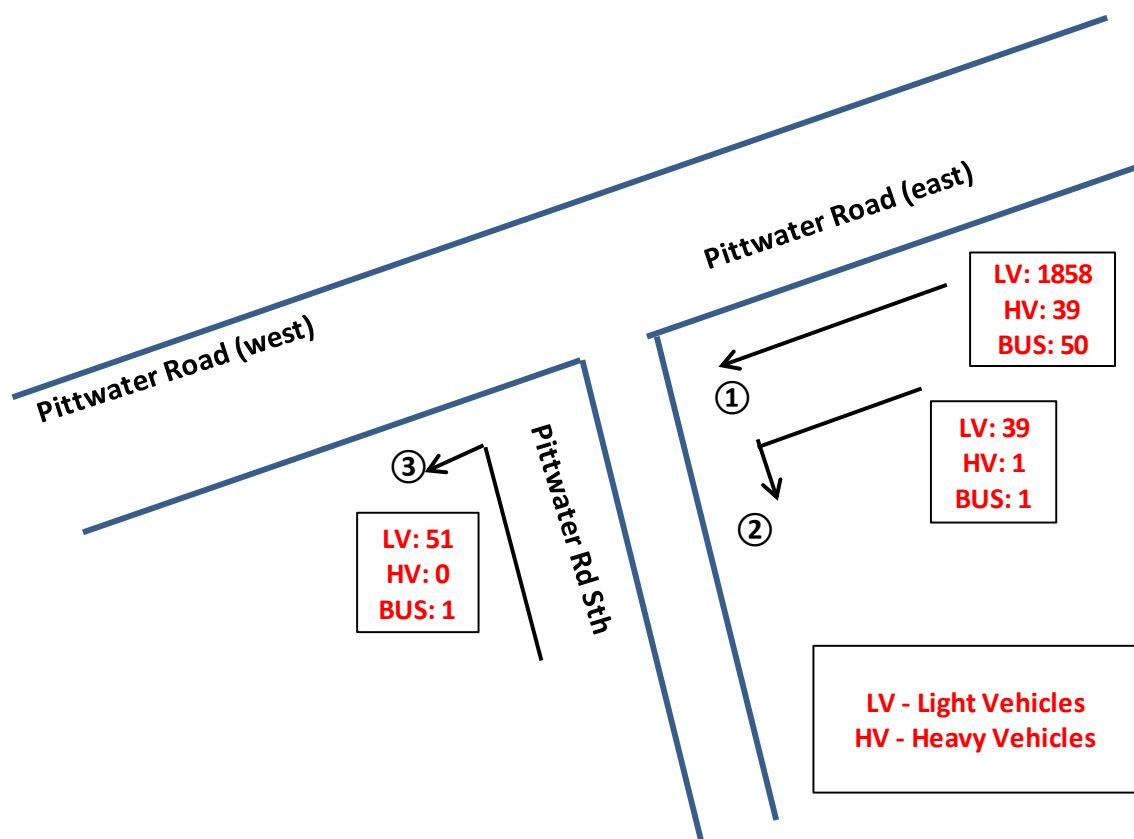 Pittwater Road (east)
LV: 1858
HV: 39
BUS: 50
Pittwater Road (west)
①
LV: 39
HV: 1
BUS: 1
③
Pittwater Rd Sth
②
LV: 51
HV: 0
BUS: 1
LV - Light Vehicles
HV - Heavy Vehicles